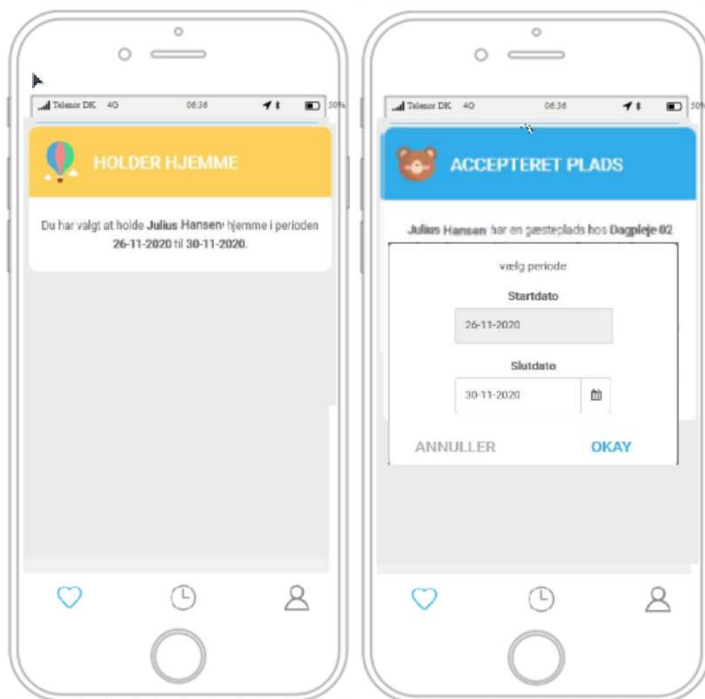 Telenor DK 4G 06:36 50%
HOLDER HJEMME
Du har valgt at holde Julius Hansen hjemme i perioden
26-11-2020 til 30-11-2020.
Telenor DK 4G 06:36 50%
ACCEPTERET PLADS
Julius Hansen har en gæsteplads hos Dagpleje 02
vælg periode
Startdato
26-11-2020
Slutdato
30-11-2020
ANNULLER OKAY